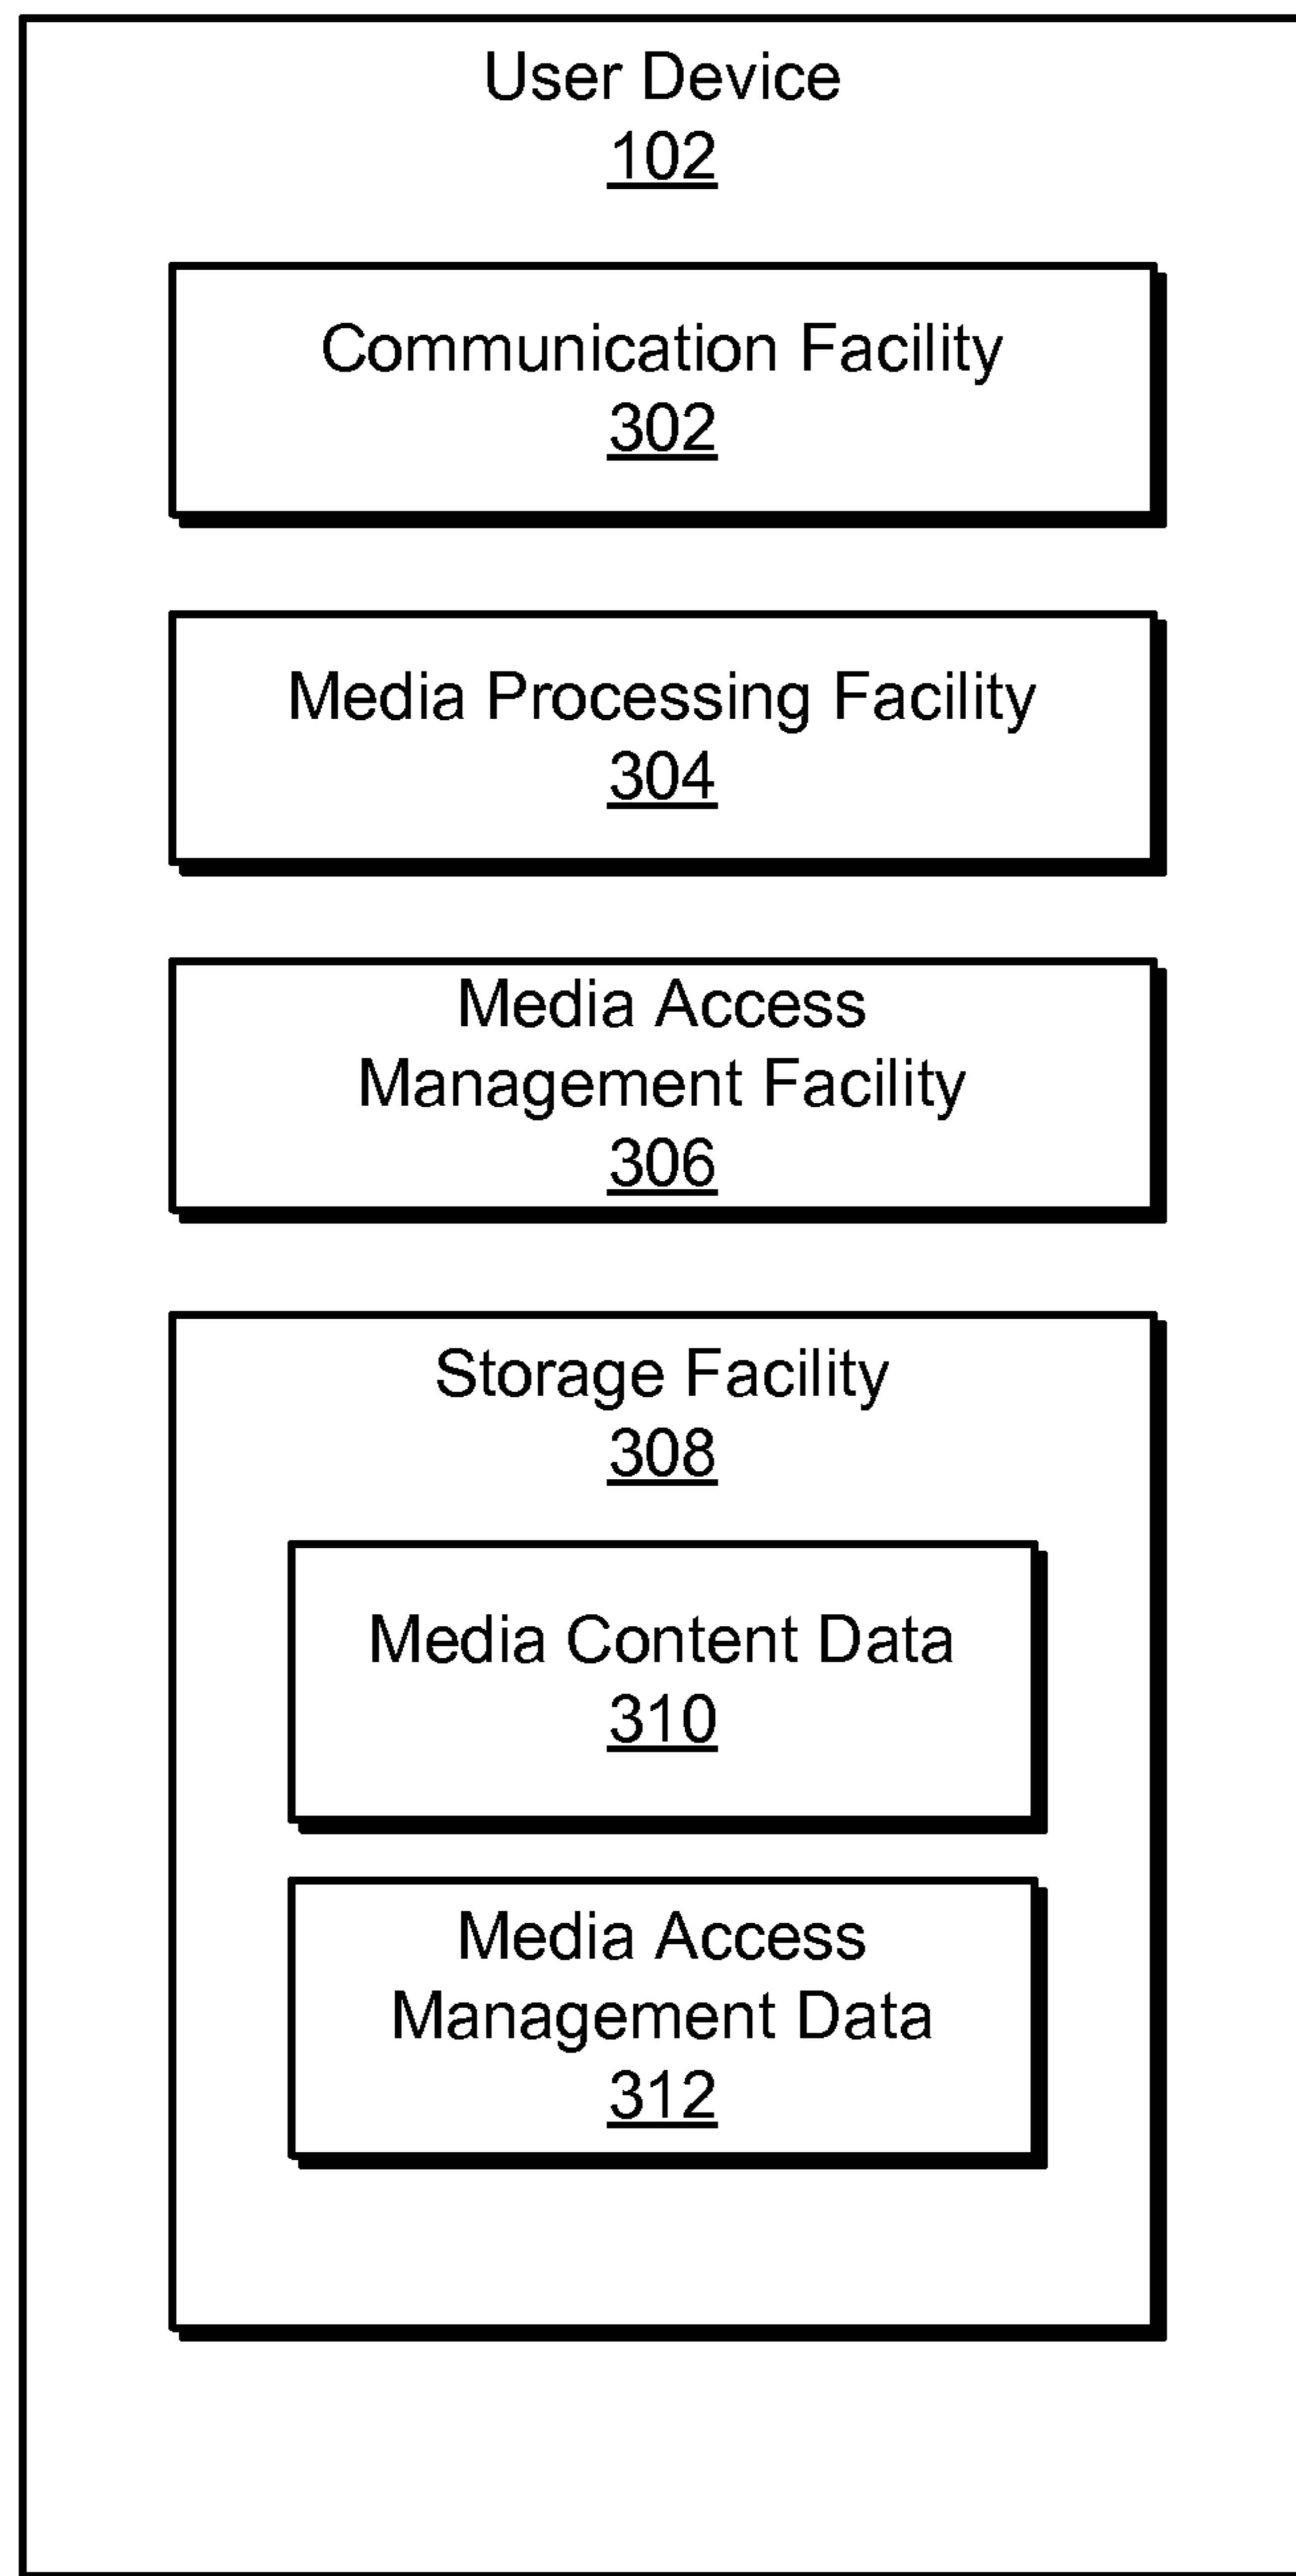 User Device
102
Communication Facility
302
Media Processing Facility
304
Media Access
Management Facility
306
Storage Facility
308
Media Content Data
310
Media Access
Management Data
312